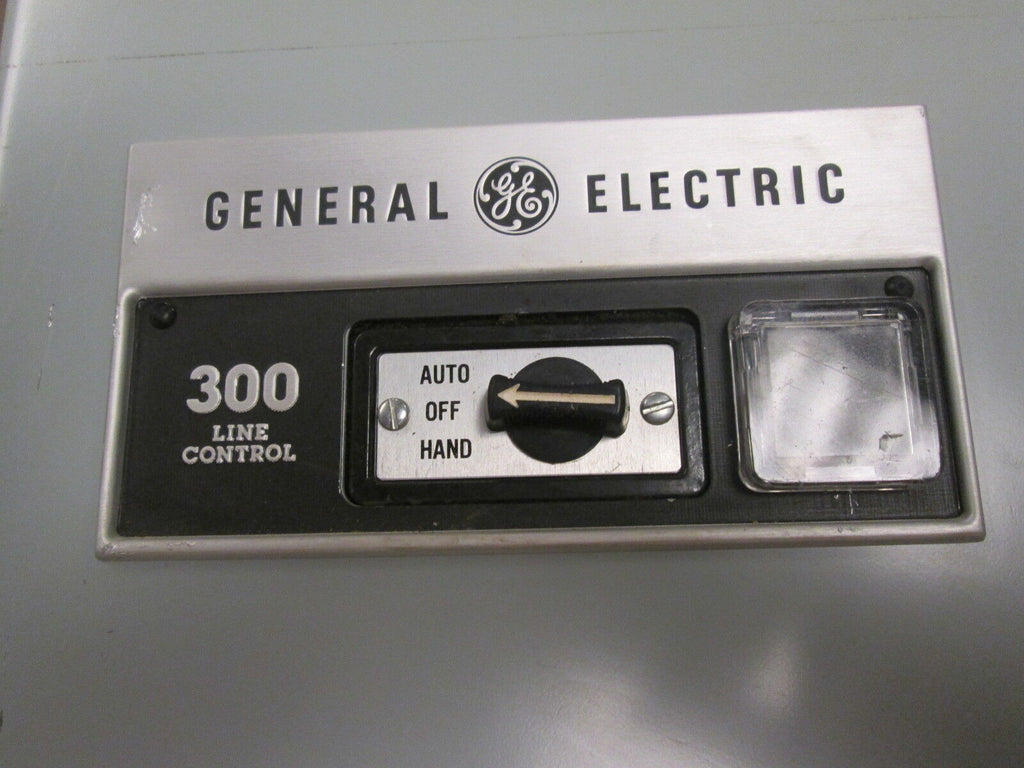 GENERAL GE ELECTRIC
300
LINE
CONTROL
AUTO
OFF
HAND